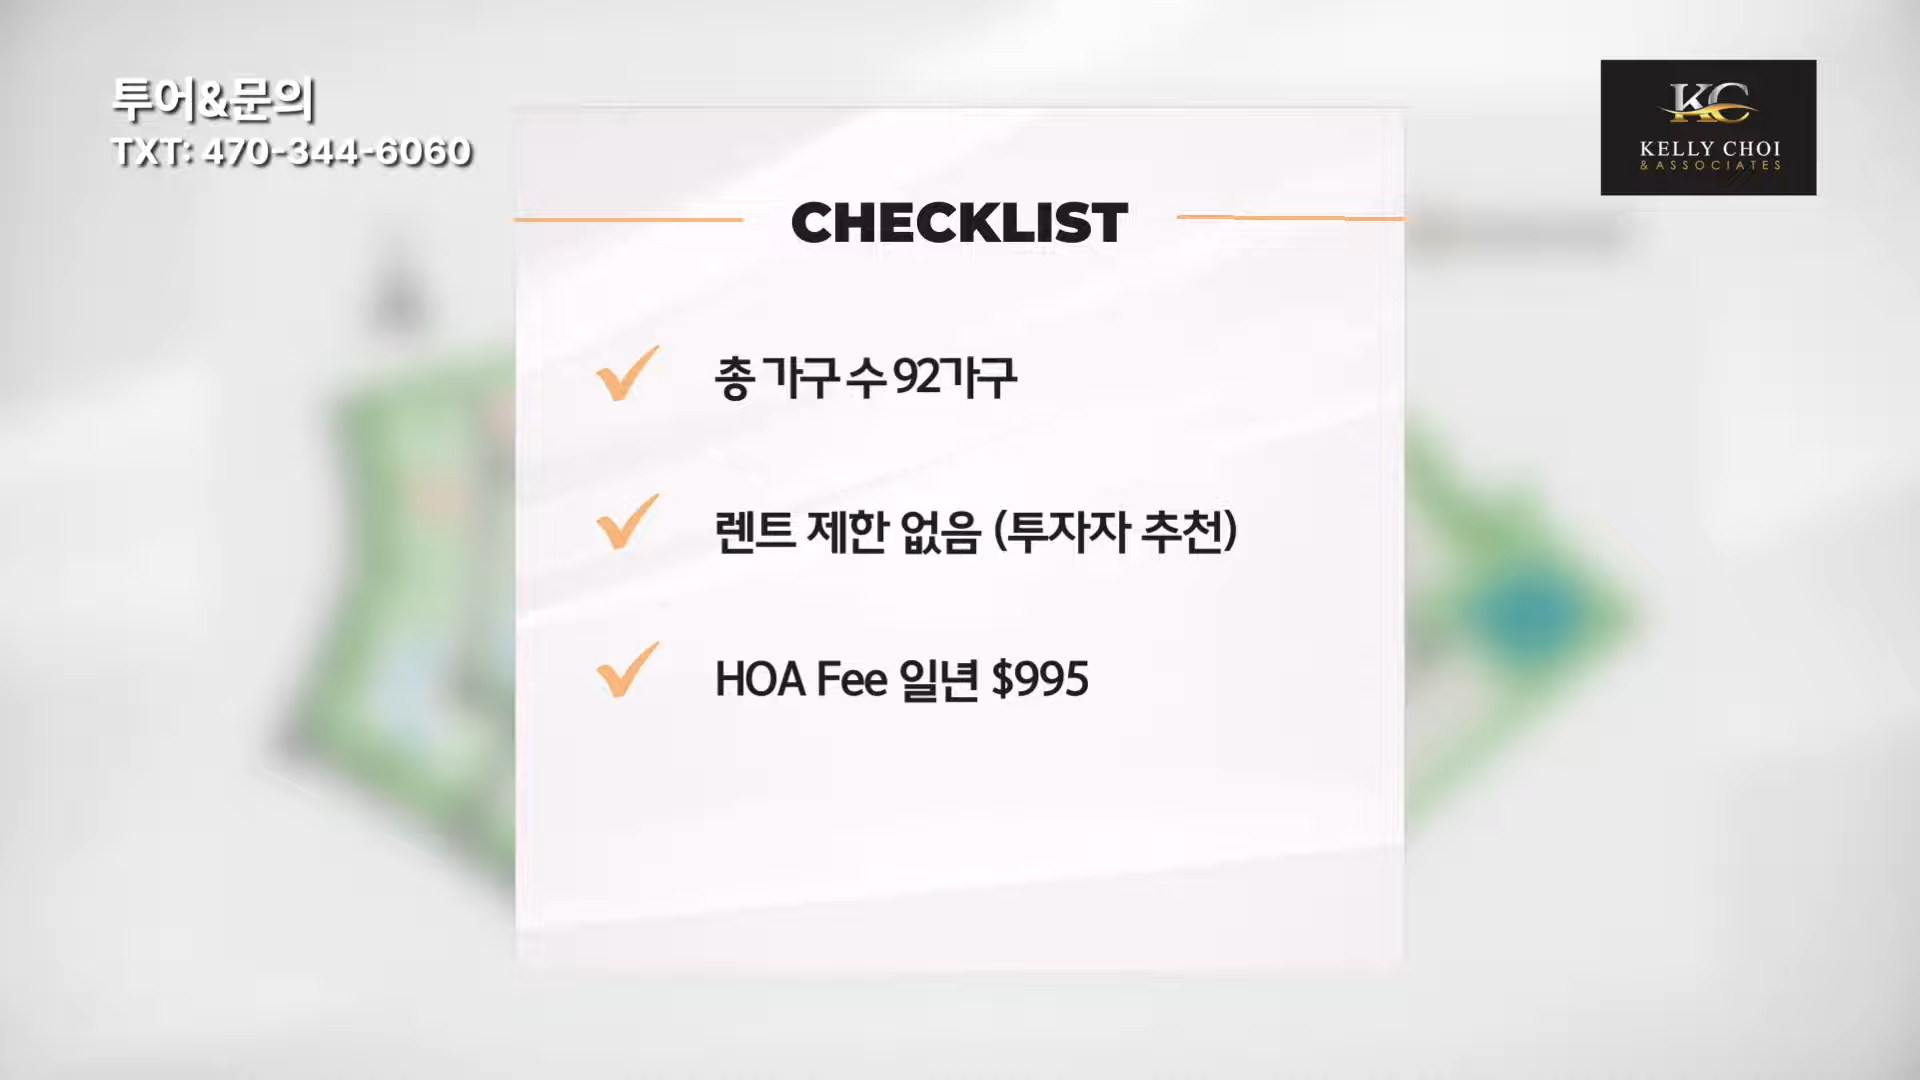 투어&문의
TXT: 470-344-6060
KC
KELLY CHOI
& ASSOCIATES
CHECKLIST
총 가구 수 92가구
렌트 제한 없음 (투자자 추천)
HOA Fee 일년 $995